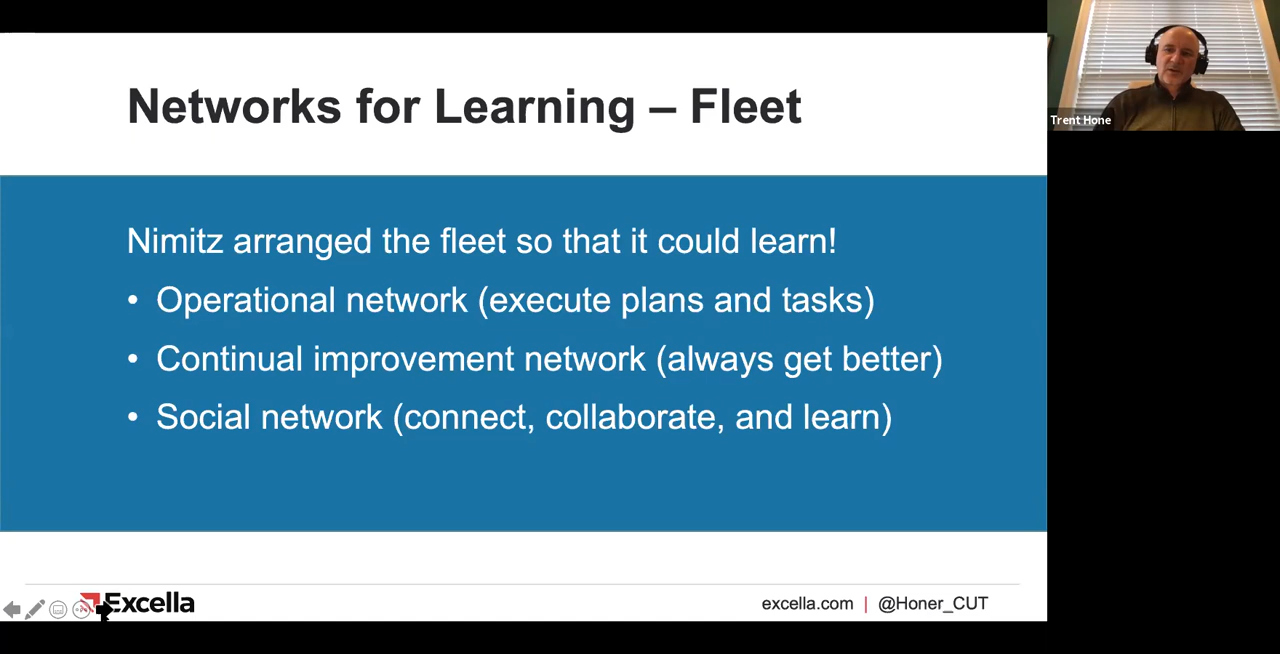 Networks for Learning – Fleet
Trent Hone
Nimitz arranged the fleet so that it could learn!
• Operational network (execute plans and tasks)
• Continual improvement network (always get better)
• Social network (connect, collaborate, and learn)
Excella
excella.com | @Honer_CUT